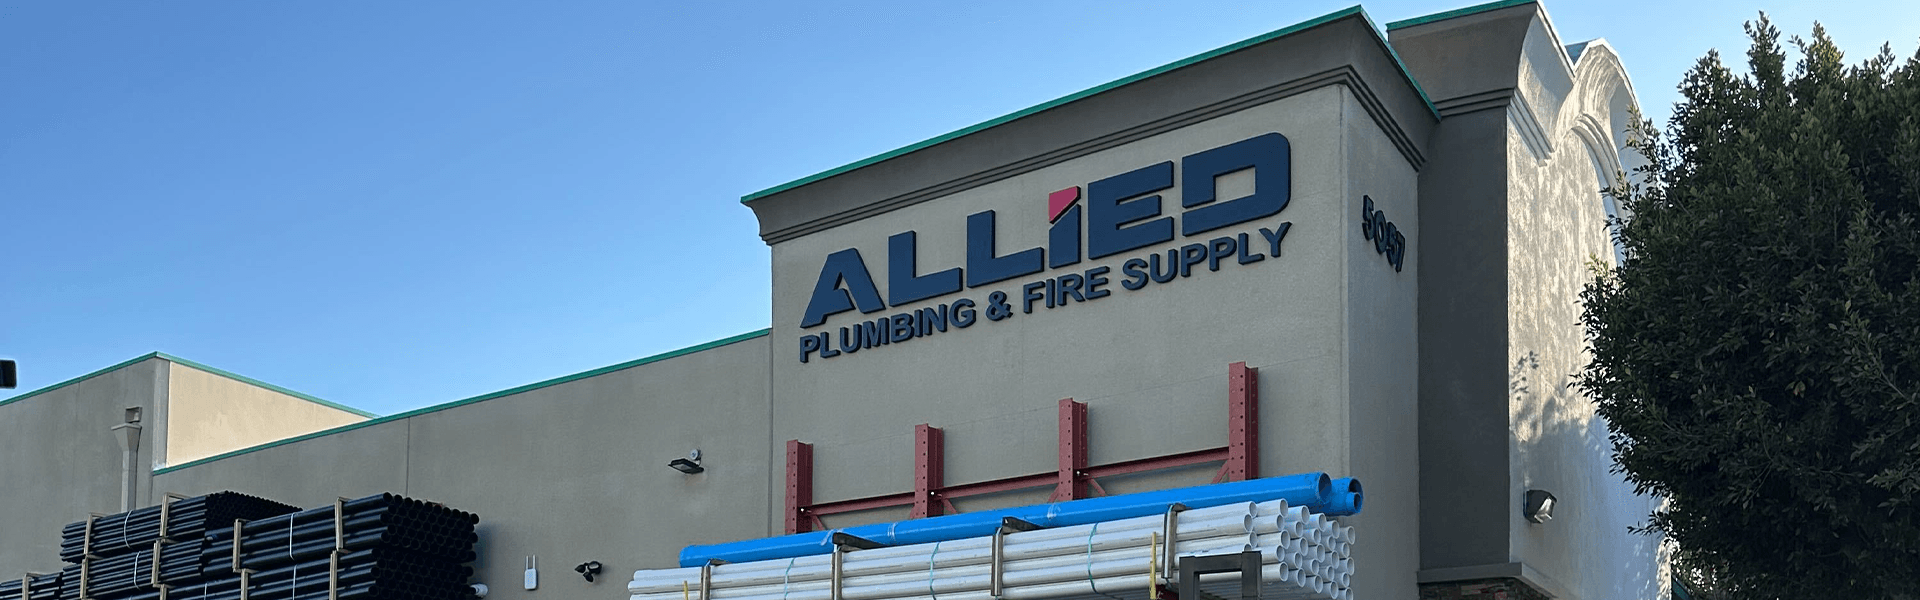 ALLIED
PLUMBING & FIRE SUPPLY
5057